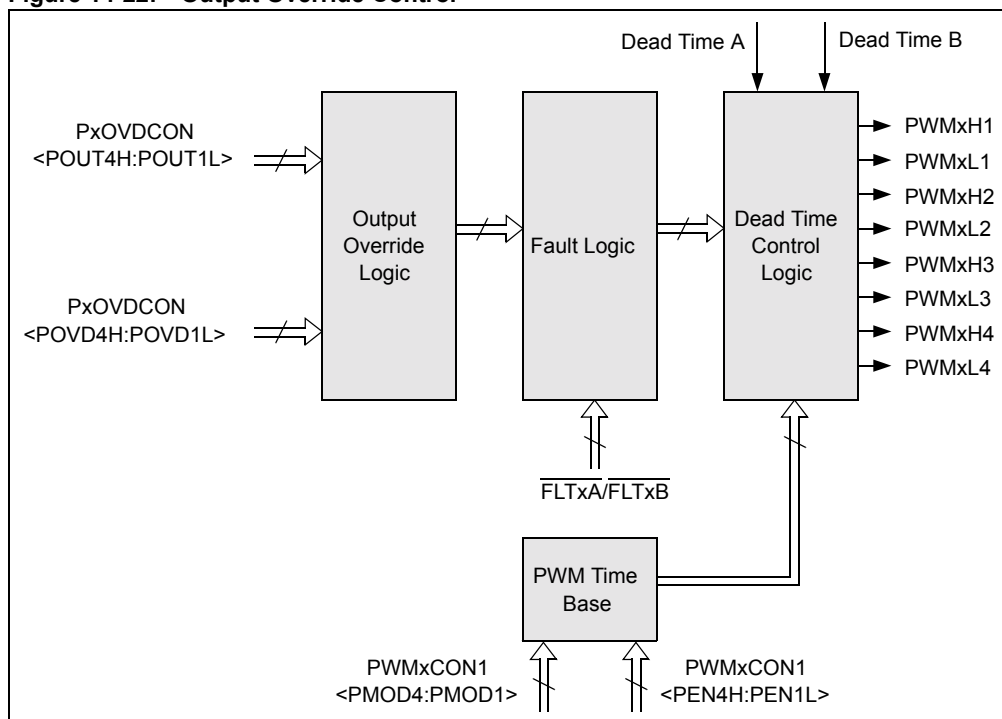 Figure 14-22: Output Override Control
Dead Time A
Dead Time B
PxOVDCON
<POUT4H:POUT1L>
PxOVDCON
<POVD4H:POVD1L>
Output
Override
Logic
Fault Logic
Dead Time
Control
Logic
PWMxH1
PWMxL1
PWMxH2
PWMxL2
PWMxH3
PWMxL3
PWMxH4
PWMxL4
FLTxA/FLTxB
PWM Time
Base
PWMxCON1
<PMOD4:PMOD1>
PWMxCON1
<PEN4H:PEN1L>